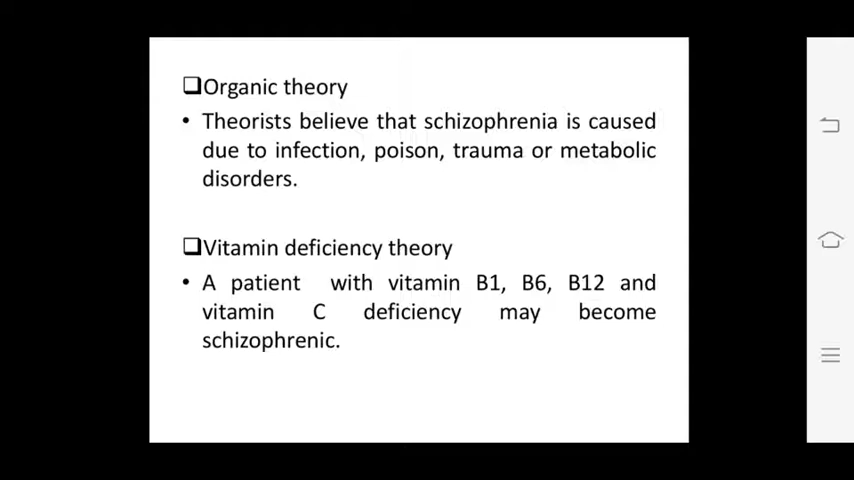 ❑Organic theory
• Theorists believe that schizophrenia is caused
due to infection, poison, trauma or metabolic
disorders.
❑Vitamin deficiency theory
• A patient with vitamin B1, B6, B12 and
vitamin C deficiency may become
schizophrenic.